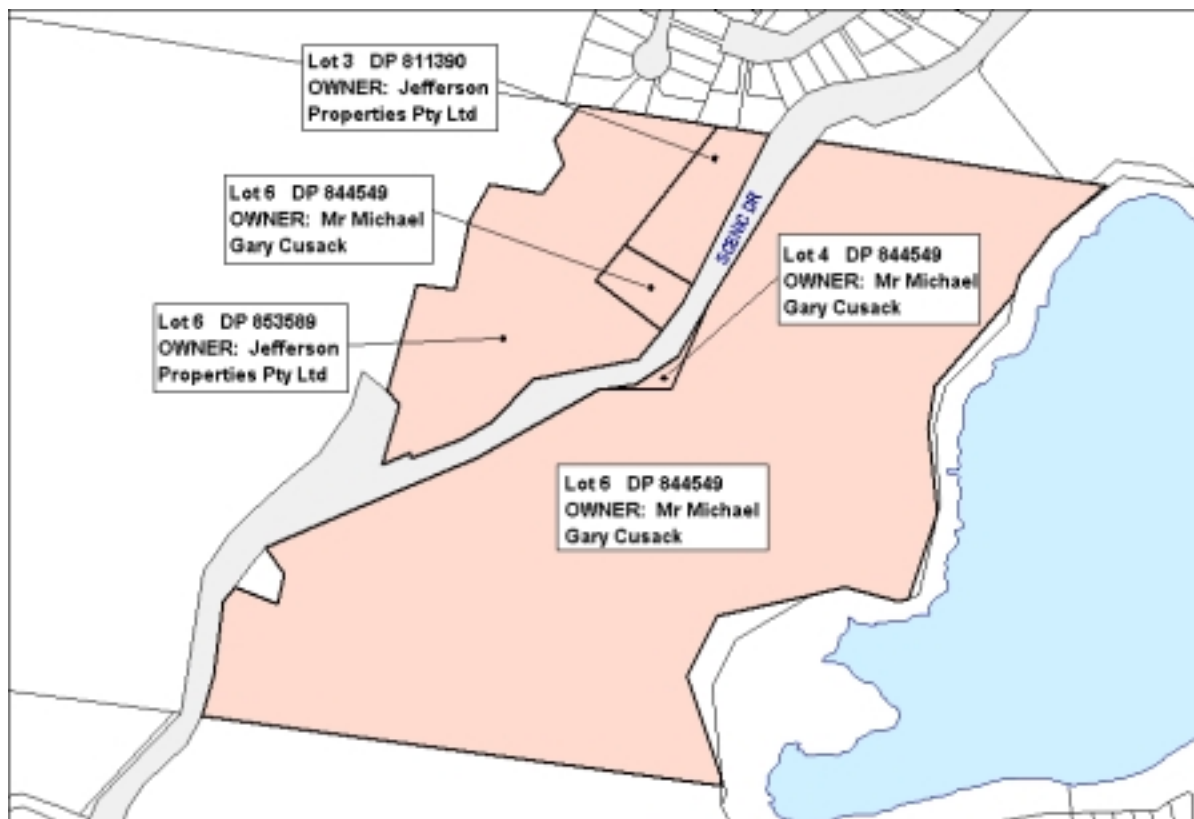 Lot 3 DP 811390
OWNER: Jefferson
Properties Pty Ltd
Lot 6 DP 844549
OWNER: Mr Michael
Gary Cusack
SCENIC DR
Lot 4 DP 844549
OWNER: Mr Michael
Gary Cusack
Lot 6 DP 853589
OWNER: Jefferson
Properties Pty Ltd
Lot 6 DP 844549
OWNER: Mr Michael
Gary Cusack